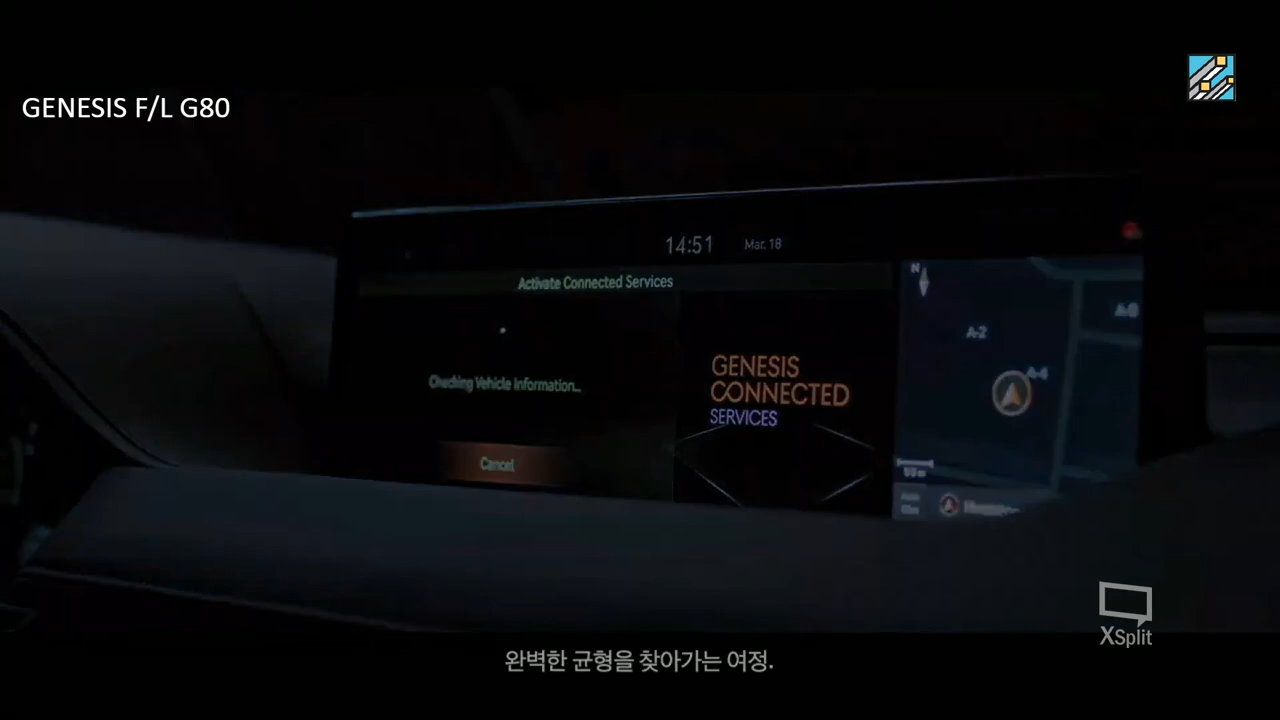 GENESIS F/L G80
14:51 Mar. 18
Activate Connected Services
N
A-2
A-4
Checking Vehicle Information...
GENESIS
CONNECTED
SERVICES
Cancel
XSplit
완벽한 균형을 찾아가는 여정.